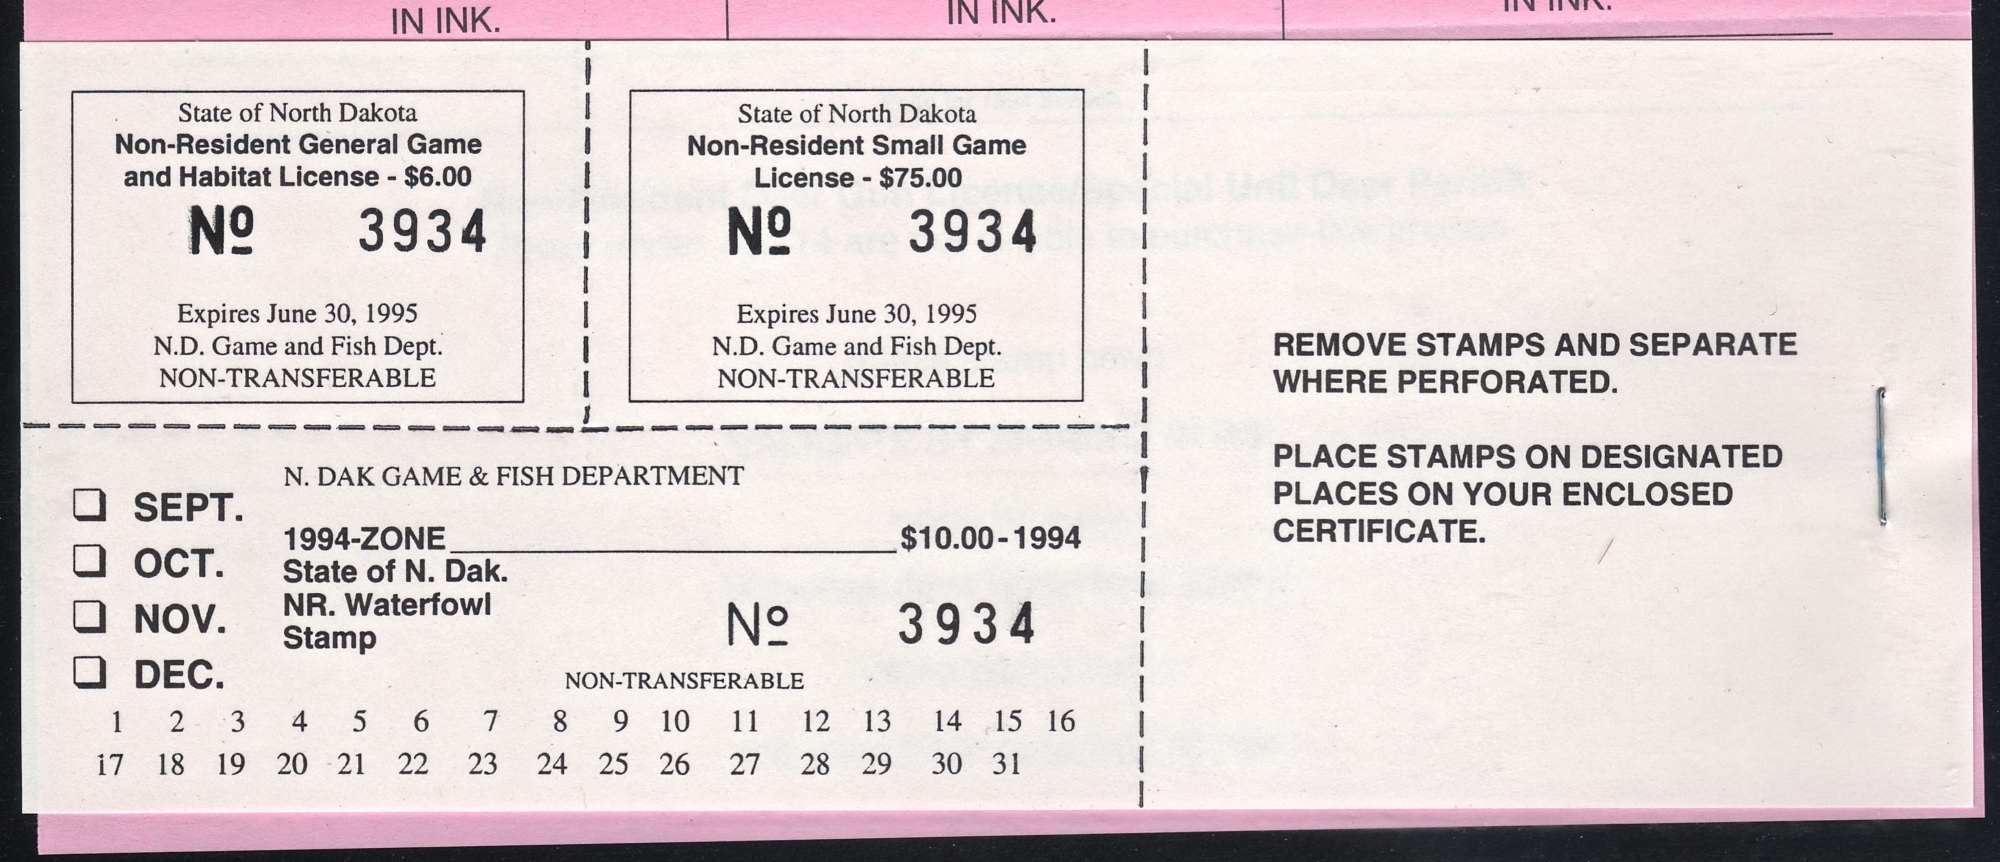 IN INK.
IN INK.
IN INK.
State of North Dakota
Non-Resident General Game
and Habitat License - $6.00
Nº 3934
Expires June 30, 1995
N.D. Game and Fish Dept.
NON-TRANSFERABLE
State of North Dakota
Non-Resident Small Game
License - $75.00
Nº 3934
Expires June 30, 1995
N.D. Game and Fish Dept.
NON-TRANSFERABLE
REMOVE STAMPS AND SEPARATE
WHERE PERFORATED.
PLACE STAMPS ON DESIGNATED
PLACES ON YOUR ENCLOSED
CERTIFICATE.
N. DAK GAME & FISH DEPARTMENT
❏ SEPT.
❏ OCT.
❏ NOV.
❏ DEC.
1994-ZONE____________________$10.00-1994
State of N. Dak.
NR. Waterfowl
Stamp
Nº 3934
NON-TRANSFERABLE
1 2 3 4 5 6 7 8 9 10 11 12 13 14 15 16
17 18 19 20 21 22 23 24 25 26 27 28 29 30 31